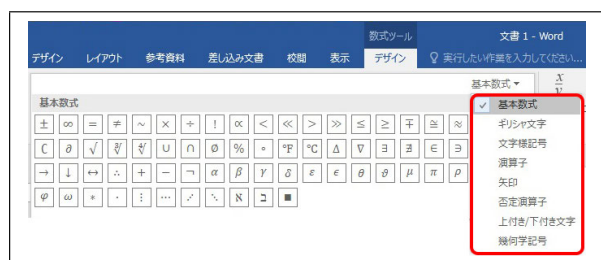 数式ツール 文書 1 - Word
デザイン レイアウト 参考資料 差し込み文書 校閲 表示 デザイン 実行したい作業を入力してください...
基本数式 x/y
基本数式
± ∞ = ≠ ~ × ÷ ! ∝ < ≪ > ≫ ≤ ≥ ∓ ≅ ≈
∁ ∂ √ ∛ ∜ ∪ ∩ ∅ % ° °F °C ∆ ∇ ∃ ∄ ∈ ∋
→ ↓ ↔ ∴ + − ¬ α β γ δ ε ϵ θ ϑ μ π ρ
φ ω * ∙ ⋮ ⋯ ⋰ ⋱ ℵ ℶ ∎
基本数式
ギリシャ文字
文字様記号
演算子
矢印
否定演算子
上付き/下付き文字
幾何学記号